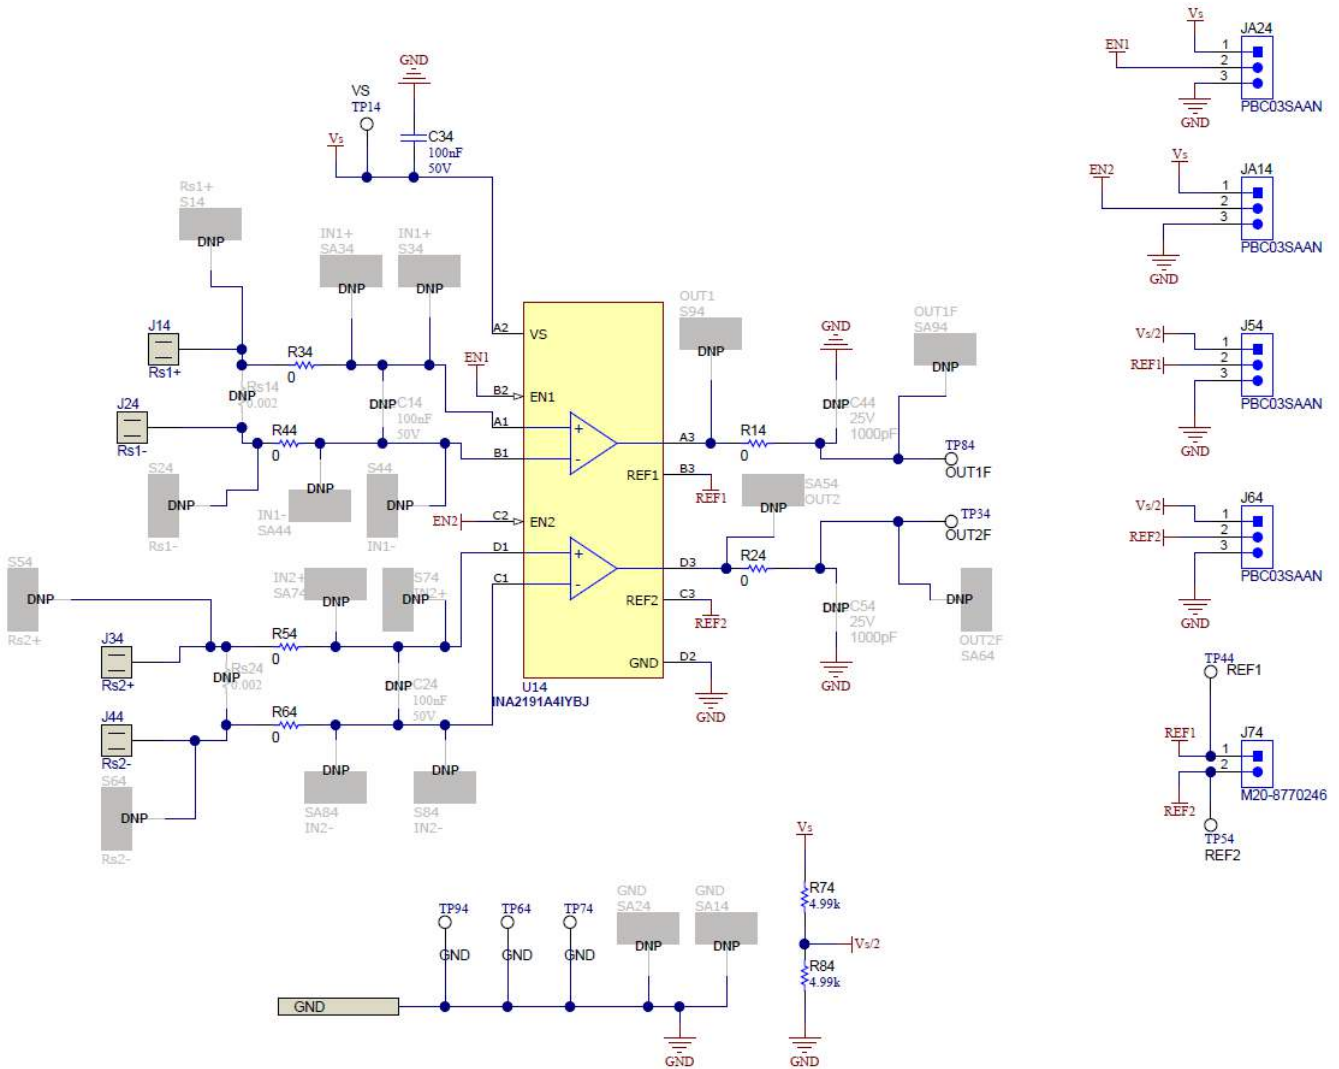 GND
VS
TP14
Vs
C34
100nF
50V
Rs1+
S14
DNP
IN1+
SA34
DNP
IN1+
S34
DNP
J14
Rs1+
R34
0
DNP
Rs14
0.002
DNP
C14
100nF
50V
J24
Rs1-
R44
0
S24
DNP
Rs1-
DNP
IN1-
SA44
S44
DNP
IN1-
EN1
EN2
A2
B2
A1
B1
C2
D1
C1
VS
EN1
+
-
REF1
EN2
+
-
REF2
GND
A3
B3
D3
C3
D2
U14
INA2191A4IYBJ
REF1
REF2
GND
OUT1
S94
DNP
R14
0
GND
DNP
C44
25V
1000pF
OUT1F
SA94
DNP
TP84
OUT1F
SA54
OUT2
DNP
R24
0
TP34
OUT2F
DNP
C54
25V
1000pF
GND
DNP
OUT2F
SA64
S54
DNP
Rs2+
J34
Rs2+
J44
Rs2-
S64
DNP
Rs2-
R54
0
DNP
Rs24
0.002
R64
0
IN2+
SA74
DNP
S74
DNP
IN2+
DNP
C24
100nF
50V
DNP
SA84
IN2-
DNP
S84
IN2-
GND
TP94
GND
TP64
GND
TP74
GND
GND
SA24
DNP
GND
SA14
DNP
GND
Vs
R74
4.99k
Vs/2
R84
4.99k
GND
Vs
EN1
1
2
3
JA24
PBC03SAAN
GND
Vs
EN2
1
2
3
JA14
PBC03SAAN
GND
Vs/2
REF1
1
2
3
J54
PBC03SAAN
GND
Vs/2
REF2
1
2
3
J64
PBC03SAAN
GND
TP44
REF1
REF1
1
2
J74
M20-8770246
REF2
TP54
REF2